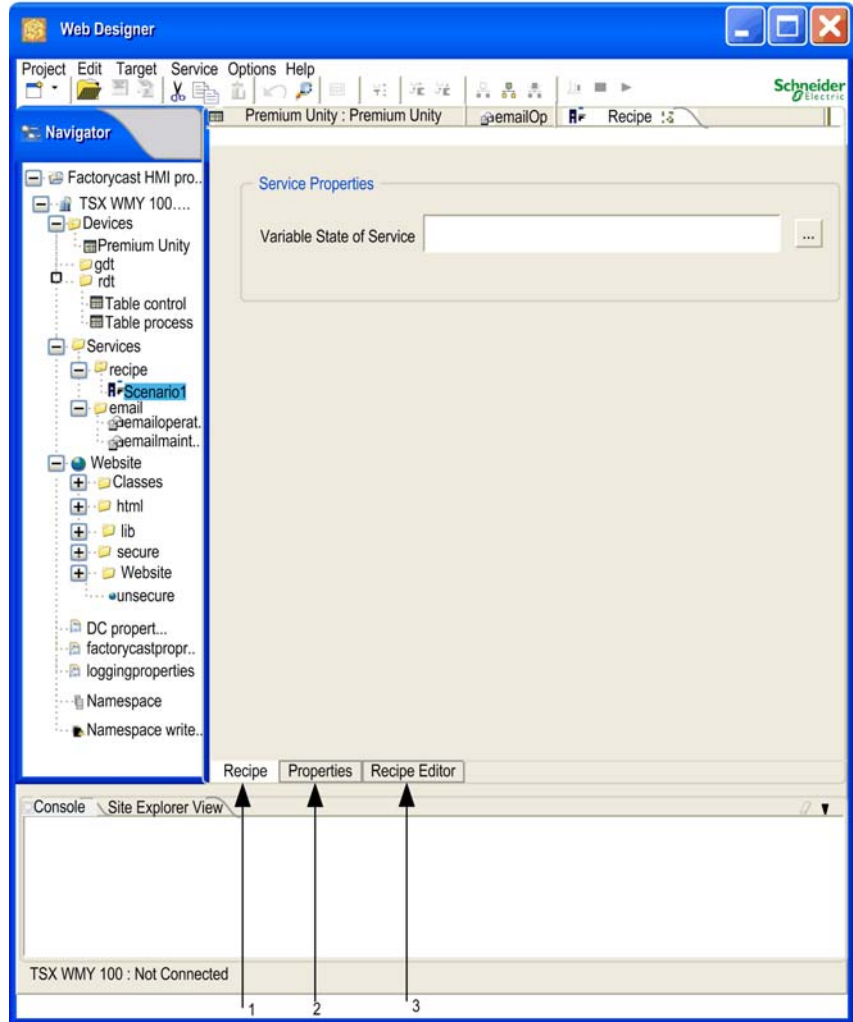 Web Designer
Project Edit Target Service Options Help
Schneider
Electric
Navigator
Premium Unity : Premium Unity
emailOp
Recipe
Factorycast HMI pro..
TSX WMY 100....
Devices
Premium Unity
gdt
rdt
Table control
Table process
Services
recipe
Scenario1
email
emailoperat.
emailmaint..
Website
Classes
html
lib
secure
Website
unsecure
DC propert...
factorycastpropr..
loggingproperties
Namespace
Namespace write..
Service Properties
Variable State of Service
...
Recipe
Properties
Recipe Editor
Console
Site Explorer View
TSX WMY 100 : Not Connected
1
2
3